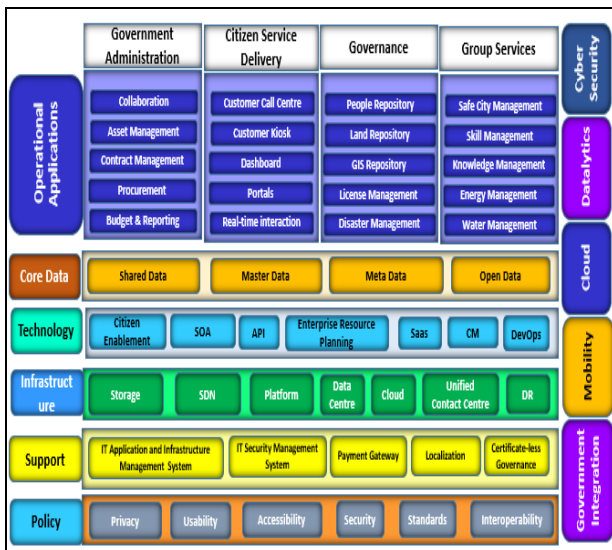 Government
Administration
Citizen Service
Delivery
Governance
Group Services
Operational
Applications
Collaboration
Asset Management
Contract Management
Procurement
Budget & Reporting
Customer Call Centre
Customer Kiosk
Dashboard
Portals
Real-time interaction
People Repository
Land Repository
GIS Repository
License Management
Disaster Management
Safe City Management
Skill Management
Knowledge Management
Energy Management
Water Management
Core Data
Shared Data
Master Data
Meta Data
Open Data
Technology
Citizen
Enablement
SOA
API
Enterprise Resource
Planning
Saas
CM
DevOps
Infrastruct
ure
Storage
SDN
Platform
Data
Centre
Cloud
Unified
Contact Centre
DR
Support
IT Application and Infrastructure
Management System
IT Security Management
System
Payment Gateway
Localization
Certificate-less
Governance
Policy
Privacy
Usability
Accessibility
Security
Standards
Interoperability
Cyber
Security
Datalytics
Cloud
Mobility
Government
Integration